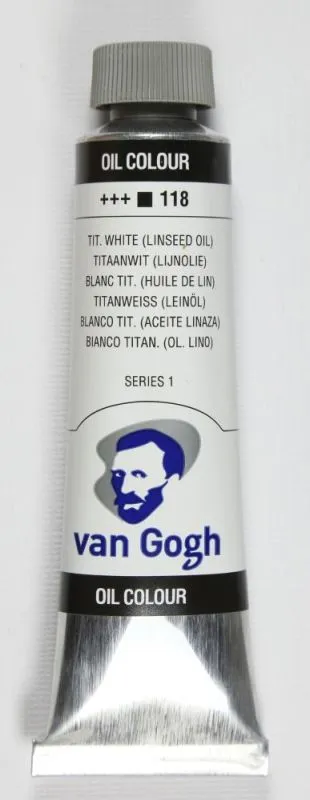 OIL COLOUR
+++ ■ 118
TIT. WHITE (LINSEED OIL)
TITAANWIT (LIJNOLIE)
BLANC TIT. (HUILE DE LIN)
TITANWEISS (LEINÖL)
BLANCO TIT. (ACEITE LINAZA)
BIANCO TITAN. (OL. LINO)
SERIES 1
van Gogh
OIL COLOUR